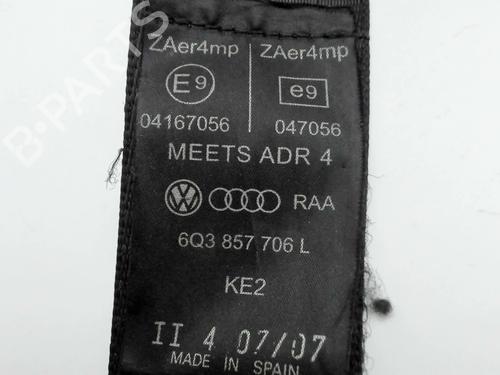 ZAer4mp ZAer4mp
E9 e9
04167056 047056
MEETS ADR 4
RAA
6Q3 857 706 L
KE2
II 4 07/07
MADE IN SPAIN
B-PARTS